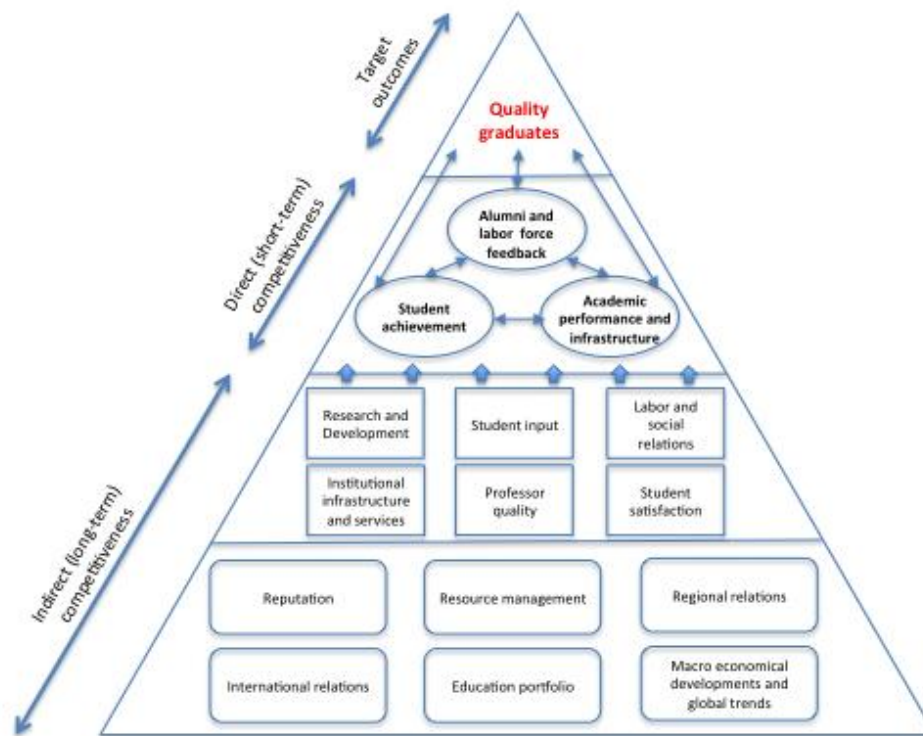 Target
outcomes
Quality
graduates
Direct (short-term)
competitiveness
Alumni and
labor force
feedback
Student
achievement
Academic
performance and
infrastructure
Indirect (long-term)
competitiveness
Research and
Development
Student input
Labor and
social
relations
Institutional
infrastructure
and services
Professor
quality
Student
satisfaction
Reputation
Resource management
Regional relations
International relations
Education portfolio
Macro economical
developments and
global trends